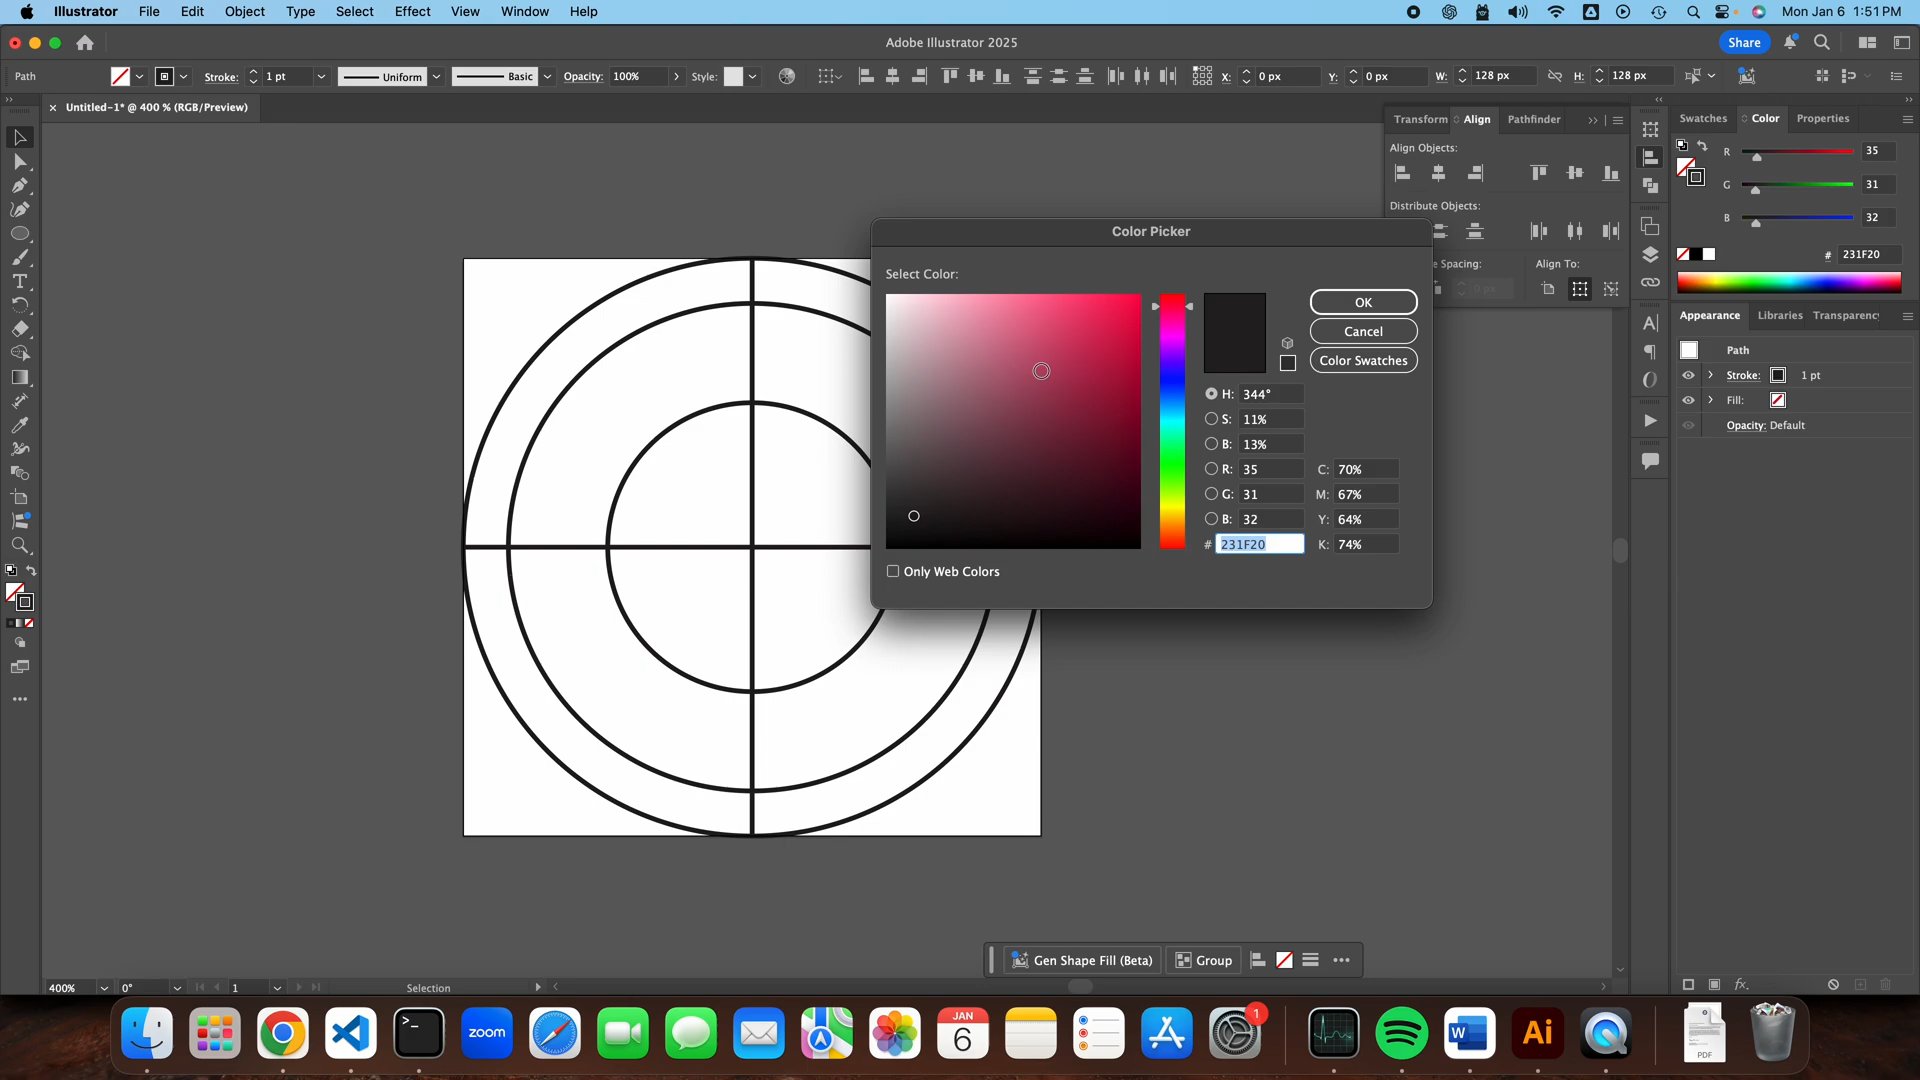 Illustrator File Edit Object Type Select Effect View Window Help Mon Jan 6 1:51 PM
Adobe Illustrator 2025 Share
Path Stroke: 1 pt Uniform Basic Opacity: 100% Style: X: 0 px Y: 0 px W: 128 px H: 128 px
Untitled-1* @ 400 % (RGB/Preview)
Transform Align Pathfinder
Swatches Color Properties
Align Objects:
R 35
G 31
Distribute Objects:
B 32
Color Picker
# 231F20
e Spacing: Align To:
0 px
Select Color:
OK
Cancel
Color Swatches
H: 344°
S: 11%
B: 13%
R: 35 C: 70%
G: 31 M: 67%
B: 32 Y: 64%
# 231F20 K: 74%
Only Web Colors
Appearance Libraries Transparency
Path
Stroke: 1 pt
Fill:
Opacity: Default
Gen Shape Fill (Beta) Group
fx
400% 0° 1 Selection
zoom
JAN
6
1
W
Ai
PDF